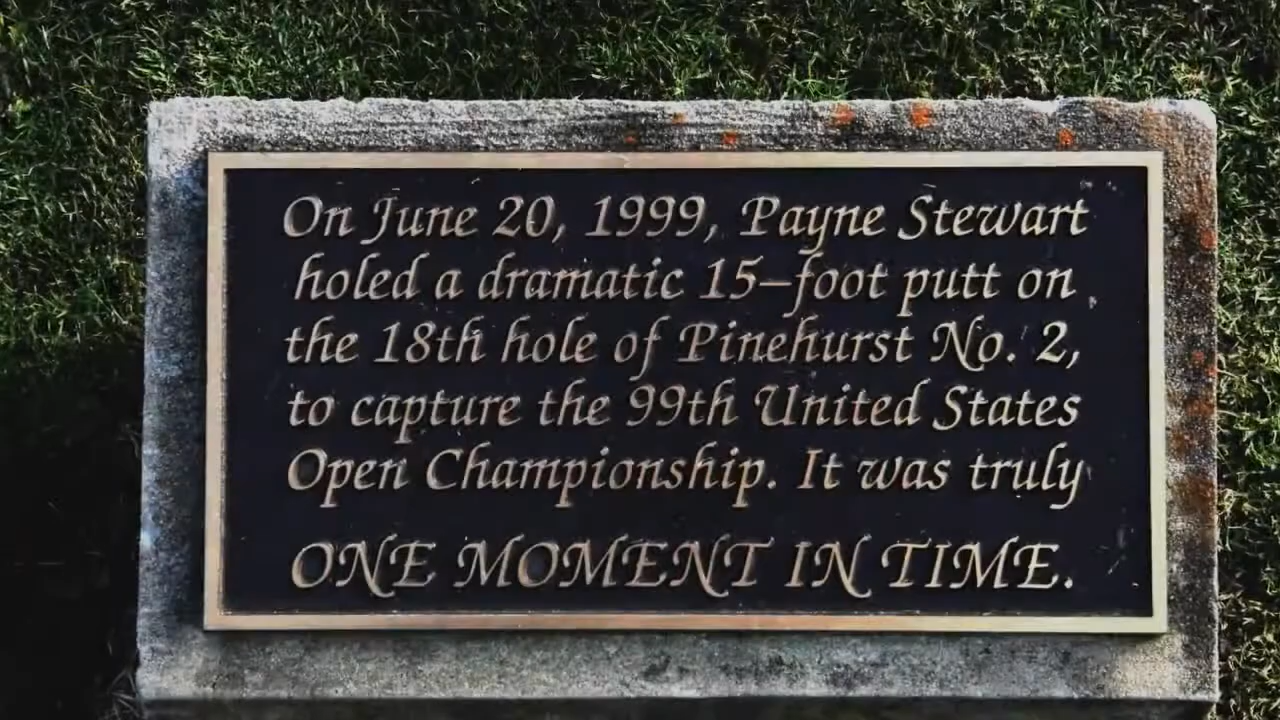 On June 20, 1999, Payne Stewart
holed a dramatic 15–foot putt on
the 18th hole of Pinehurst No. 2,
to capture the 99th United States
Open Championship. It was truly
ONE MOMENT IN TIME.